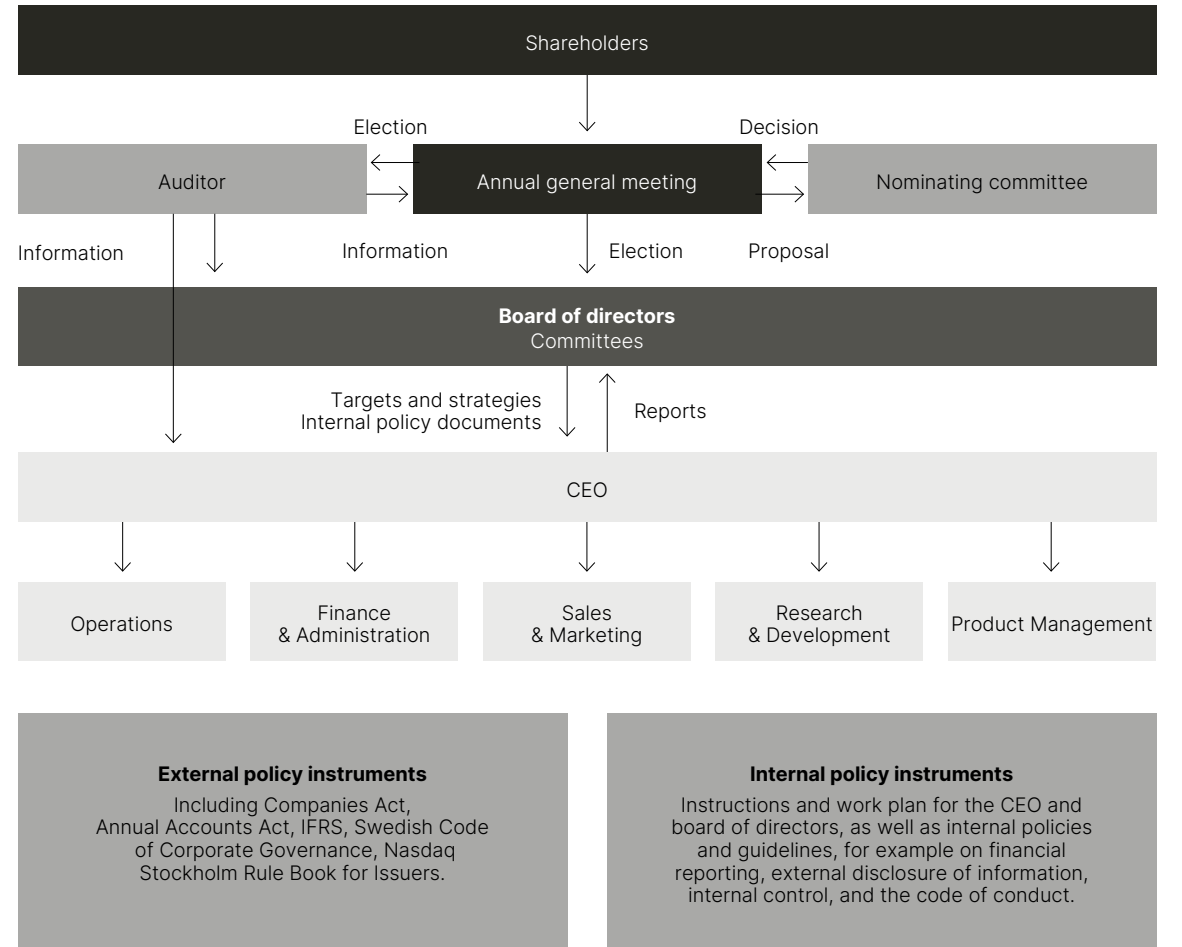 Shareholders
Election
Decision
Auditor
Annual general meeting
Nominating committee
Information
Information
Election
Proposal
Board of directors
Committees
Targets and strategies
Internal policy documents
Reports
CEO
Operations
Finance
& Administration
Sales
& Marketing
Research
& Development
Product Management
External policy instruments
Including Companies Act,
Annual Accounts Act, IFRS, Swedish Code
of Corporate Governance, Nasdaq
Stockholm Rule Book for Issuers.
Internal policy instruments
Instructions and work plan for the CEO and
board of directors, as well as internal policies
and guidelines, for example on financial
reporting, external disclosure of information,
internal control, and the code of conduct.